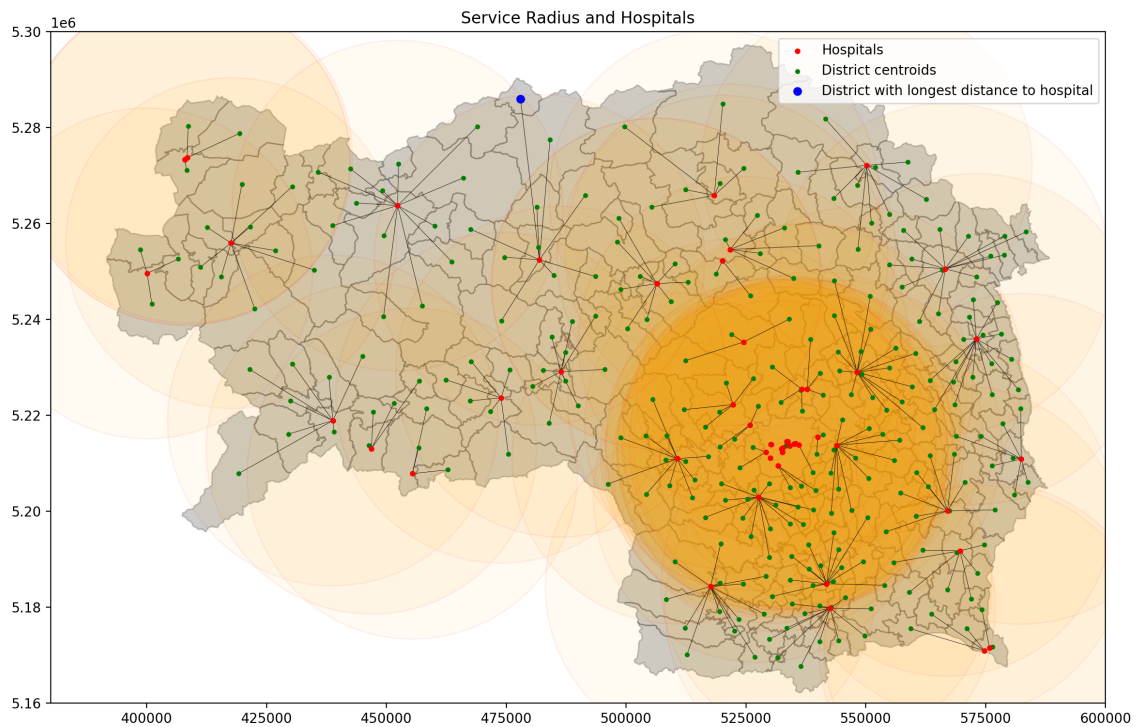 Service Radius and Hospitals
1e6
5.30
5.28
5.26
5.24
5.22
5.20
5.18
5.16
Hospitals
District centroids
District with longest distance to hospital
400000 425000 450000 475000 500000 525000 550000 575000 600000